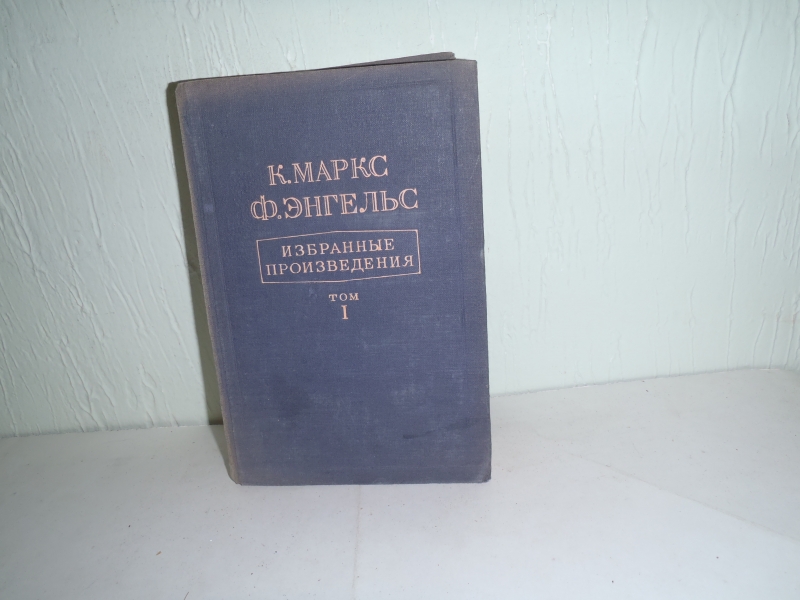 К. МАРКС
Ф. ЭНГЕЛЬС
ИЗБРАННЫЕ
ПРОИЗВЕДЕНИЯ
ТОМ
I